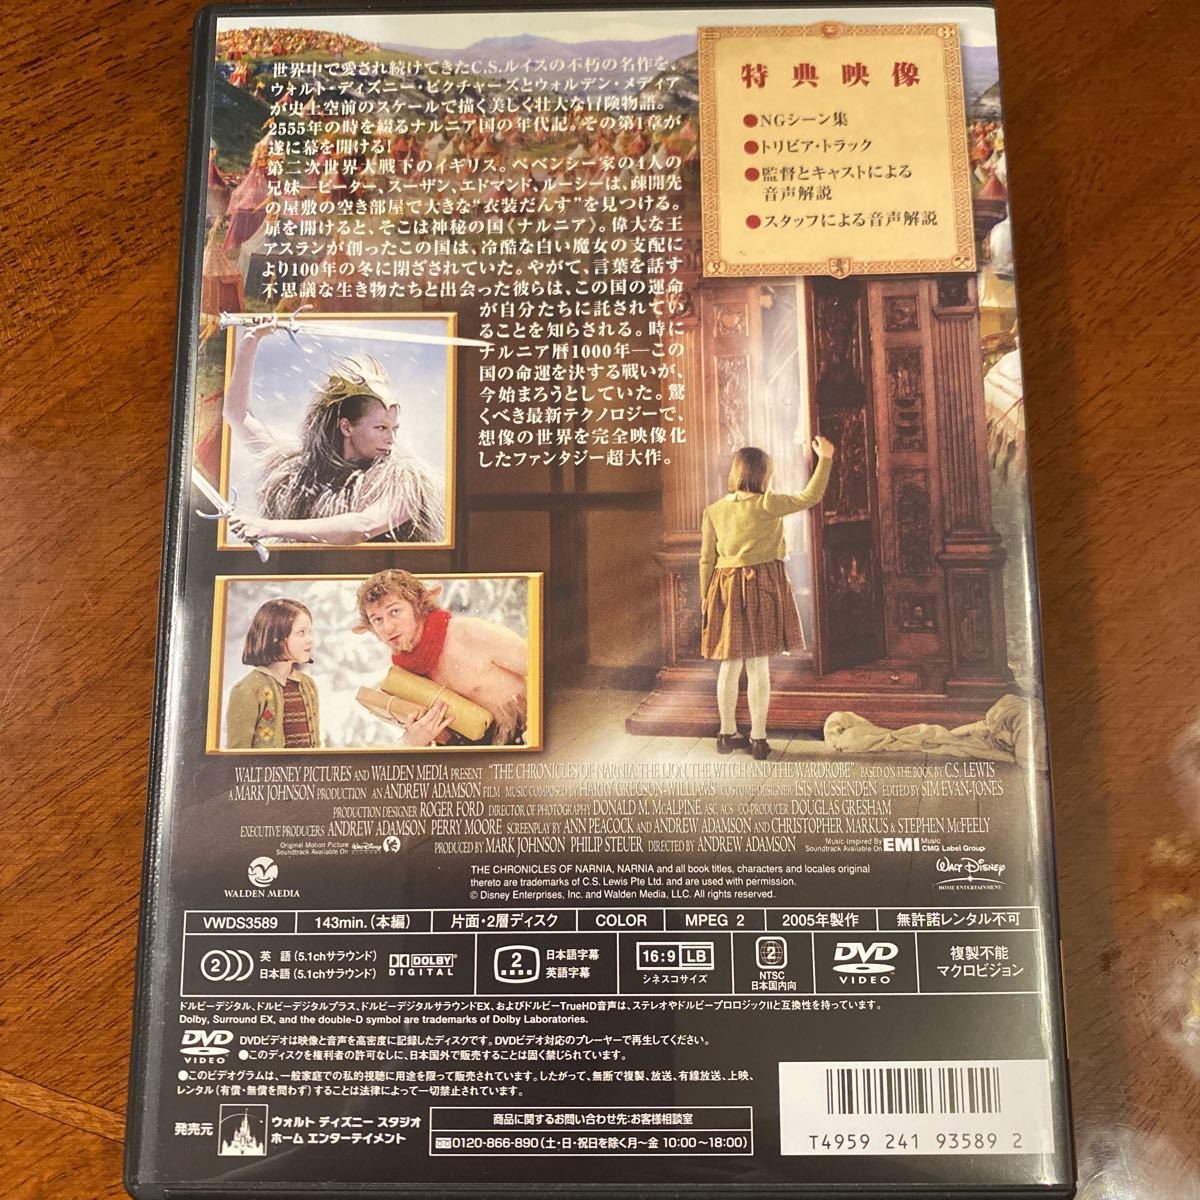 世界中で愛され続けてきたC.S.ルイスの不朽の名作を、
ウォルト・ディズニー・ピクチャーズとウォルデン・メディア
が史上空前のスケールで描く美しく壮大な冒険物語。
2555年の時を綴るナルニア国の年代記。その第1章が
遂に幕を開ける!
第二次世界大戦下のイギリス。ペベンシー家の4人の
兄妹―ピーター、スーザン、エドマンド、ルーシーは、疎開先
の屋敷の空き部屋で大きな“衣装だんす”を見つける。
扉を開けると、そこは神秘の国《ナルニア》。偉大な王
アスランが創ったこの国は、冷酷な白い魔女の支配に
より100年の冬に閉ざされていた。やがて、言葉を話す
不思議な生き物たちと出会った彼らは、この国の運命
が自分たちに託されてい
ることを知らされる。時に
ナルニア暦1000年―この
国の命運を決する戦いが、
今始まろうとしていた。驚
くべき最新テクノロジーで、
想像の世界を完全映像化
したファンタジー超大作。
特典映像
●NGシーン集
●トリビア・トラック
●監督とキャストによる
音声解説
●スタッフによる音声解説
WALT DISNEY PICTURES AND WALDEN MEDIA PRESENT "THE CHRONICLES OF NARNIA: THE LION, THE WITCH AND THE WARDROBE" BASED ON THE BOOK BY C.S. LEWIS
A MARK JOHNSON PRODUCTION AN ANDREW ADAMSON FILM MUSIC COMPOSED BY HARRY GREGSON-WILLIAMS COSTUME DESIGNER ISIS MUSSENDEN EDITED BY SIM EVAN-JONES
PRODUCTION DESIGNER ROGER FORD DIRECTOR OF PHOTOGRAPHY DONALD M. McALPINE, ASC, ACS CO-PRODUCER DOUGLAS GRESHAM
EXECUTIVE PRODUCERS ANDREW ADAMSON PERRY MOORE SCREENPLAY BY ANN PEACOCK AND ANDREW ADAMSON AND CHRISTOPHER MARKUS & STEPHEN McFEELY
PRODUCED BY MARK JOHNSON PHILIP STEUER DIRECTED BY ANDREW ADAMSON
Original Motion Picture
Soundtrack Available On
Music Inspired By
Soundtrack Available On EMI Music
CMG Label Group
WALDEN MEDIA
THE CHRONICLES OF NARNIA, NARNIA and all book titles, characters and locales original
thereto are trademarks of C.S. Lewis Pte Ltd. and are used with permission.
© Disney Enterprises, Inc. and Walden Media, LLC. All rights reserved.
WALT DISNEY
HOME ENTERTAINMENT
VWDS3589 143min.(本編) 片面・2層ディスク COLOR MPEG 2 2005年製作 無許諾レンタル不可
2 英 語(5.1chサラウンド)
日本語(5.1chサラウンド)
DOLBY
DIGITAL
2 日本語字幕
英語字幕
16:9 LB
シネスコサイズ
2
NTSC
日本国内向
DVD
VIDEO
複製不能
マクロビジョン
ドルビーデジタル、ドルビーデジタルプラス、ドルビーデジタルサラウンドEX、およびドルビーTrueHD音声は、ステレオやドルビープロロジックIIと互換性を持っています。
Dolby, Surround EX, and the double-D symbol are trademarks of Dolby Laboratories.
DVD
VIDEO
DVDビデオは映像と音声を高密度に記録したディスクです。DVDビデオ対応のプレーヤーで再生してください。
●このディスクを権利者の許可なしに、日本国外で販売することは固く禁じられています。
●このビデオグラムは、一般家庭での私的視聴に用途を限って販売されています。したがって、無断で複製、放送、有線放送、上映、
レンタル(有償・無償を問わず)することは法律によって一切禁止されています。
発売元
ウォルト ディズニー スタジオ
ホーム エンターテイメント
商品に関するお問い合わせ先:お客様相談室
0120-866-890(土・日・祝日を除く月〜金 10:00〜18:00)
T4959 241 93589 2